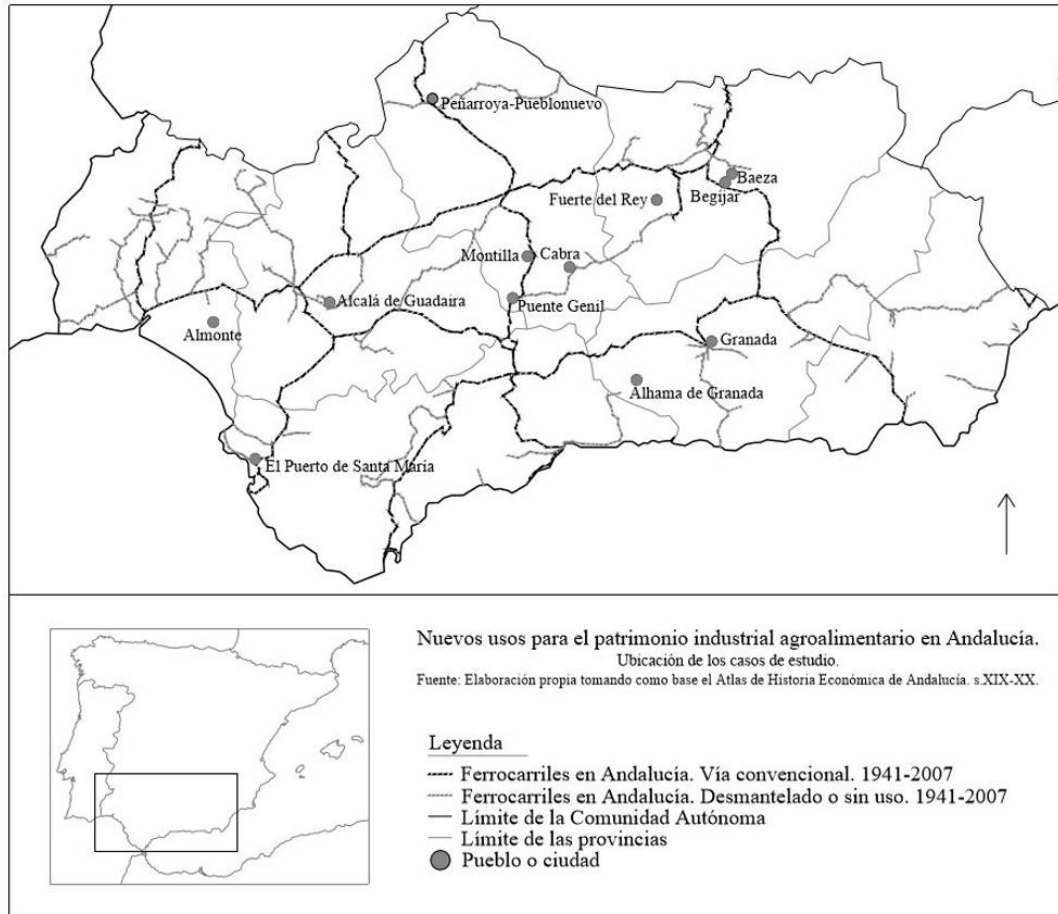 Peñarroya-Pueblonuevo
Baeza
Begíjar
Fuerte del Rey
Montilla
Cabra
Alcalá de Guadaira
Puente Genil
Almonte
Granada
Alhama de Granada
El Puerto de Santa María
Nuevos usos para el patrimonio industrial agroalimentario en Andalucía.
Ubicación de los casos de estudio.
Fuente: Elaboración propia tomando como base el Atlas de Historia Económica de Andalucía. s.XIX-XX.
Leyenda
Ferrocarriles en Andalucía. Vía convencional. 1941-2007
Ferrocarriles en Andalucía. Desmantelado o sin uso. 1941-2007
Límite de la Comunidad Autónoma
Límite de las provincias
Pueblo o ciudad